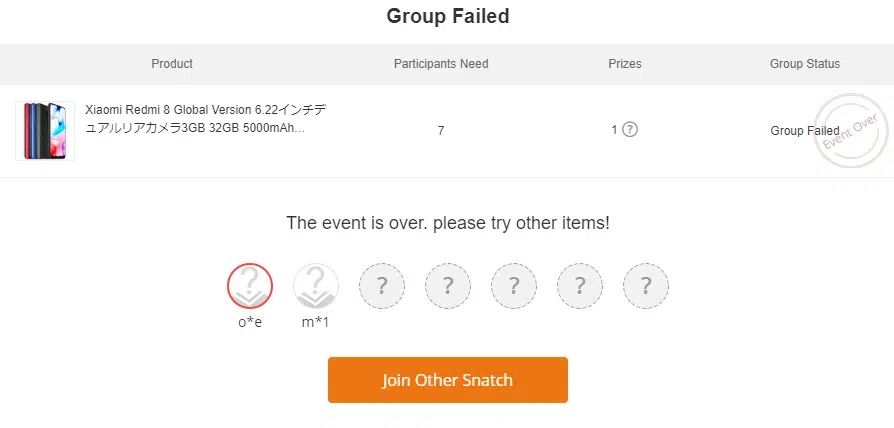 Group Failed
Product Participants Need Prizes Group Status
Xiaomi Redmi 8 Global Version 6.22インチデ
ュアルリアカメラ3GB 32GB 5000mAh...
7
1 ?
Group Failed
Event Over
The event is over. please try other items!
? ? ? ? ? ? ?
o*e m*1
Join Other Snatch